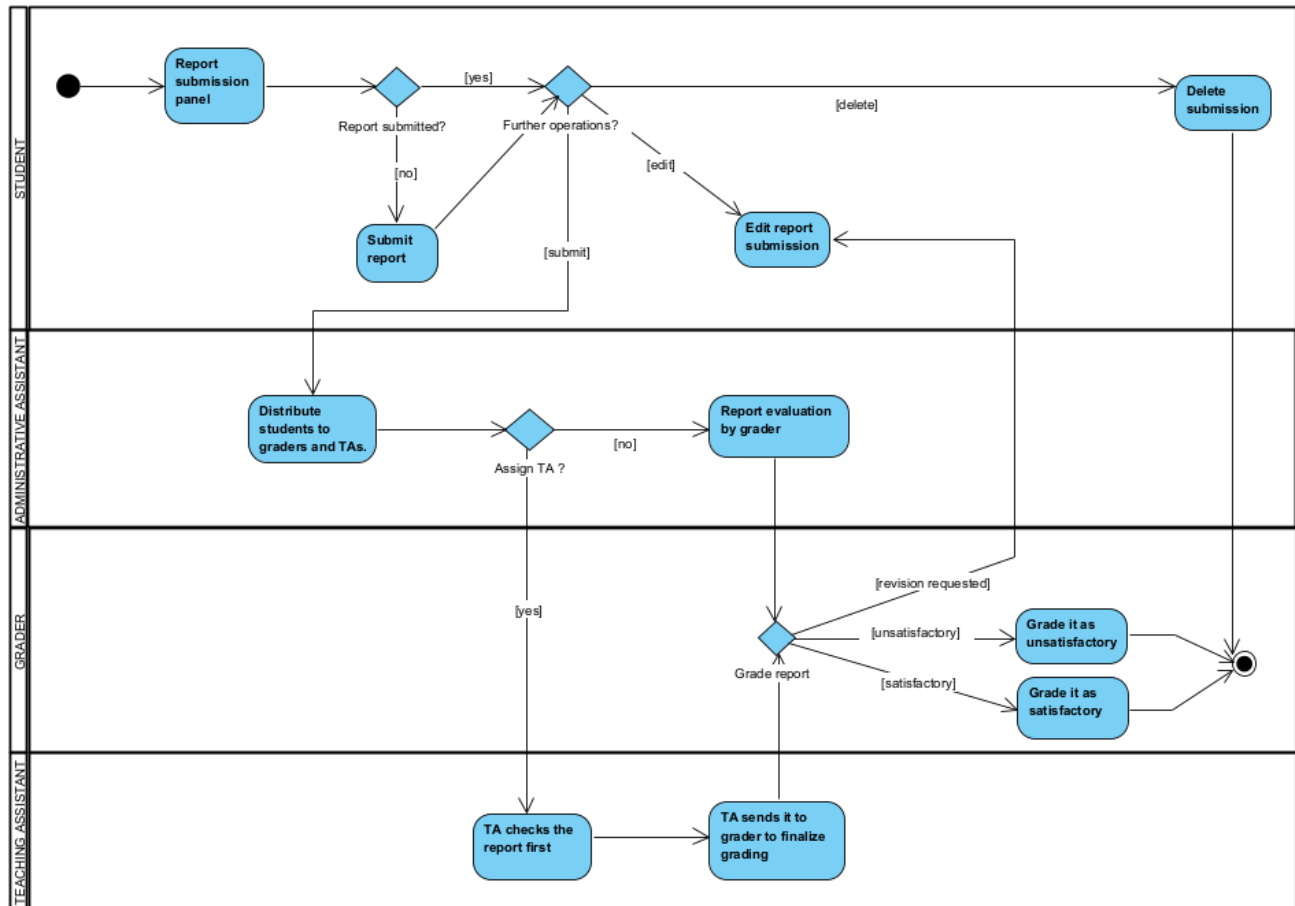 STUDENT
Report
submission
panel
[yes]
Report submitted?
[no]
Submit
report
Further operations?
[submit]
[edit]
Edit report
submission
[delete]
Delete
submission
ADMINISTRATIVE ASSISTANT
Distribute
students to
graders and TAs.
Assign TA ?
[no]
Report evaluation
by grader
GRADER
[yes]
Grade report
[revision requested]
[unsatisfactory]
Grade it as
unsatisfactory
[satisfactory]
Grade it as
satisfactory
TEACHING ASSISTANT
TA checks the
report first
TA sends it to
grader to finalize
grading